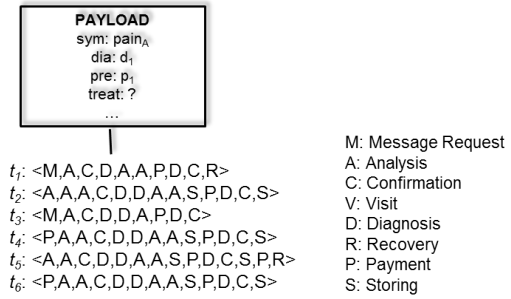 PAYLOAD
sym: pain_A
dia: d₁
pre: p₁
treat: ?
…
t₁: <M,A,C,D,A,A,P,D,C,R>
t₂: <A,A,A,C,D,D,A,A,S,P,D,C,S>
t₃: <M,A,C,D,D,A,P,D,C>
t₄: <P,A,A,C,D,D,A,A,S,P,D,C,S>
t₅: <A,A,C,D,D,A,A,S,P,D,C,S,P,R>
t₆: <P,A,A,C,D,D,A,A,S,P,D,C,S>
M: Message Request
A: Analysis
C: Confirmation
V: Visit
D: Diagnosis
R: Recovery
P: Payment
S: Storing